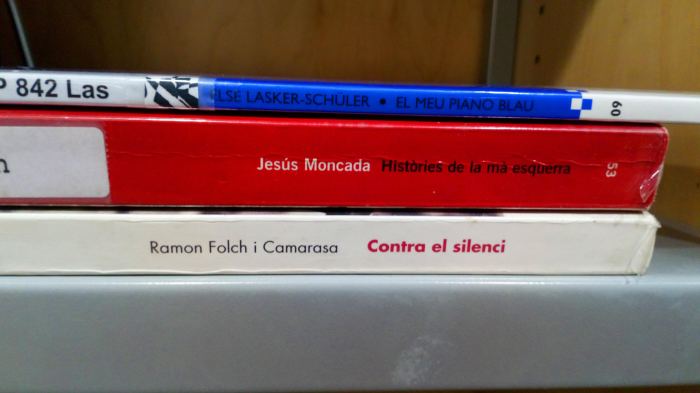 P 842 Las
ELSE LASKER-SCHÜLER • EL MEU PIANO BLAU 60
Jesús Moncada Històries de la mà esquerra 53
Ramon Folch i Camarasa Contra el silenci